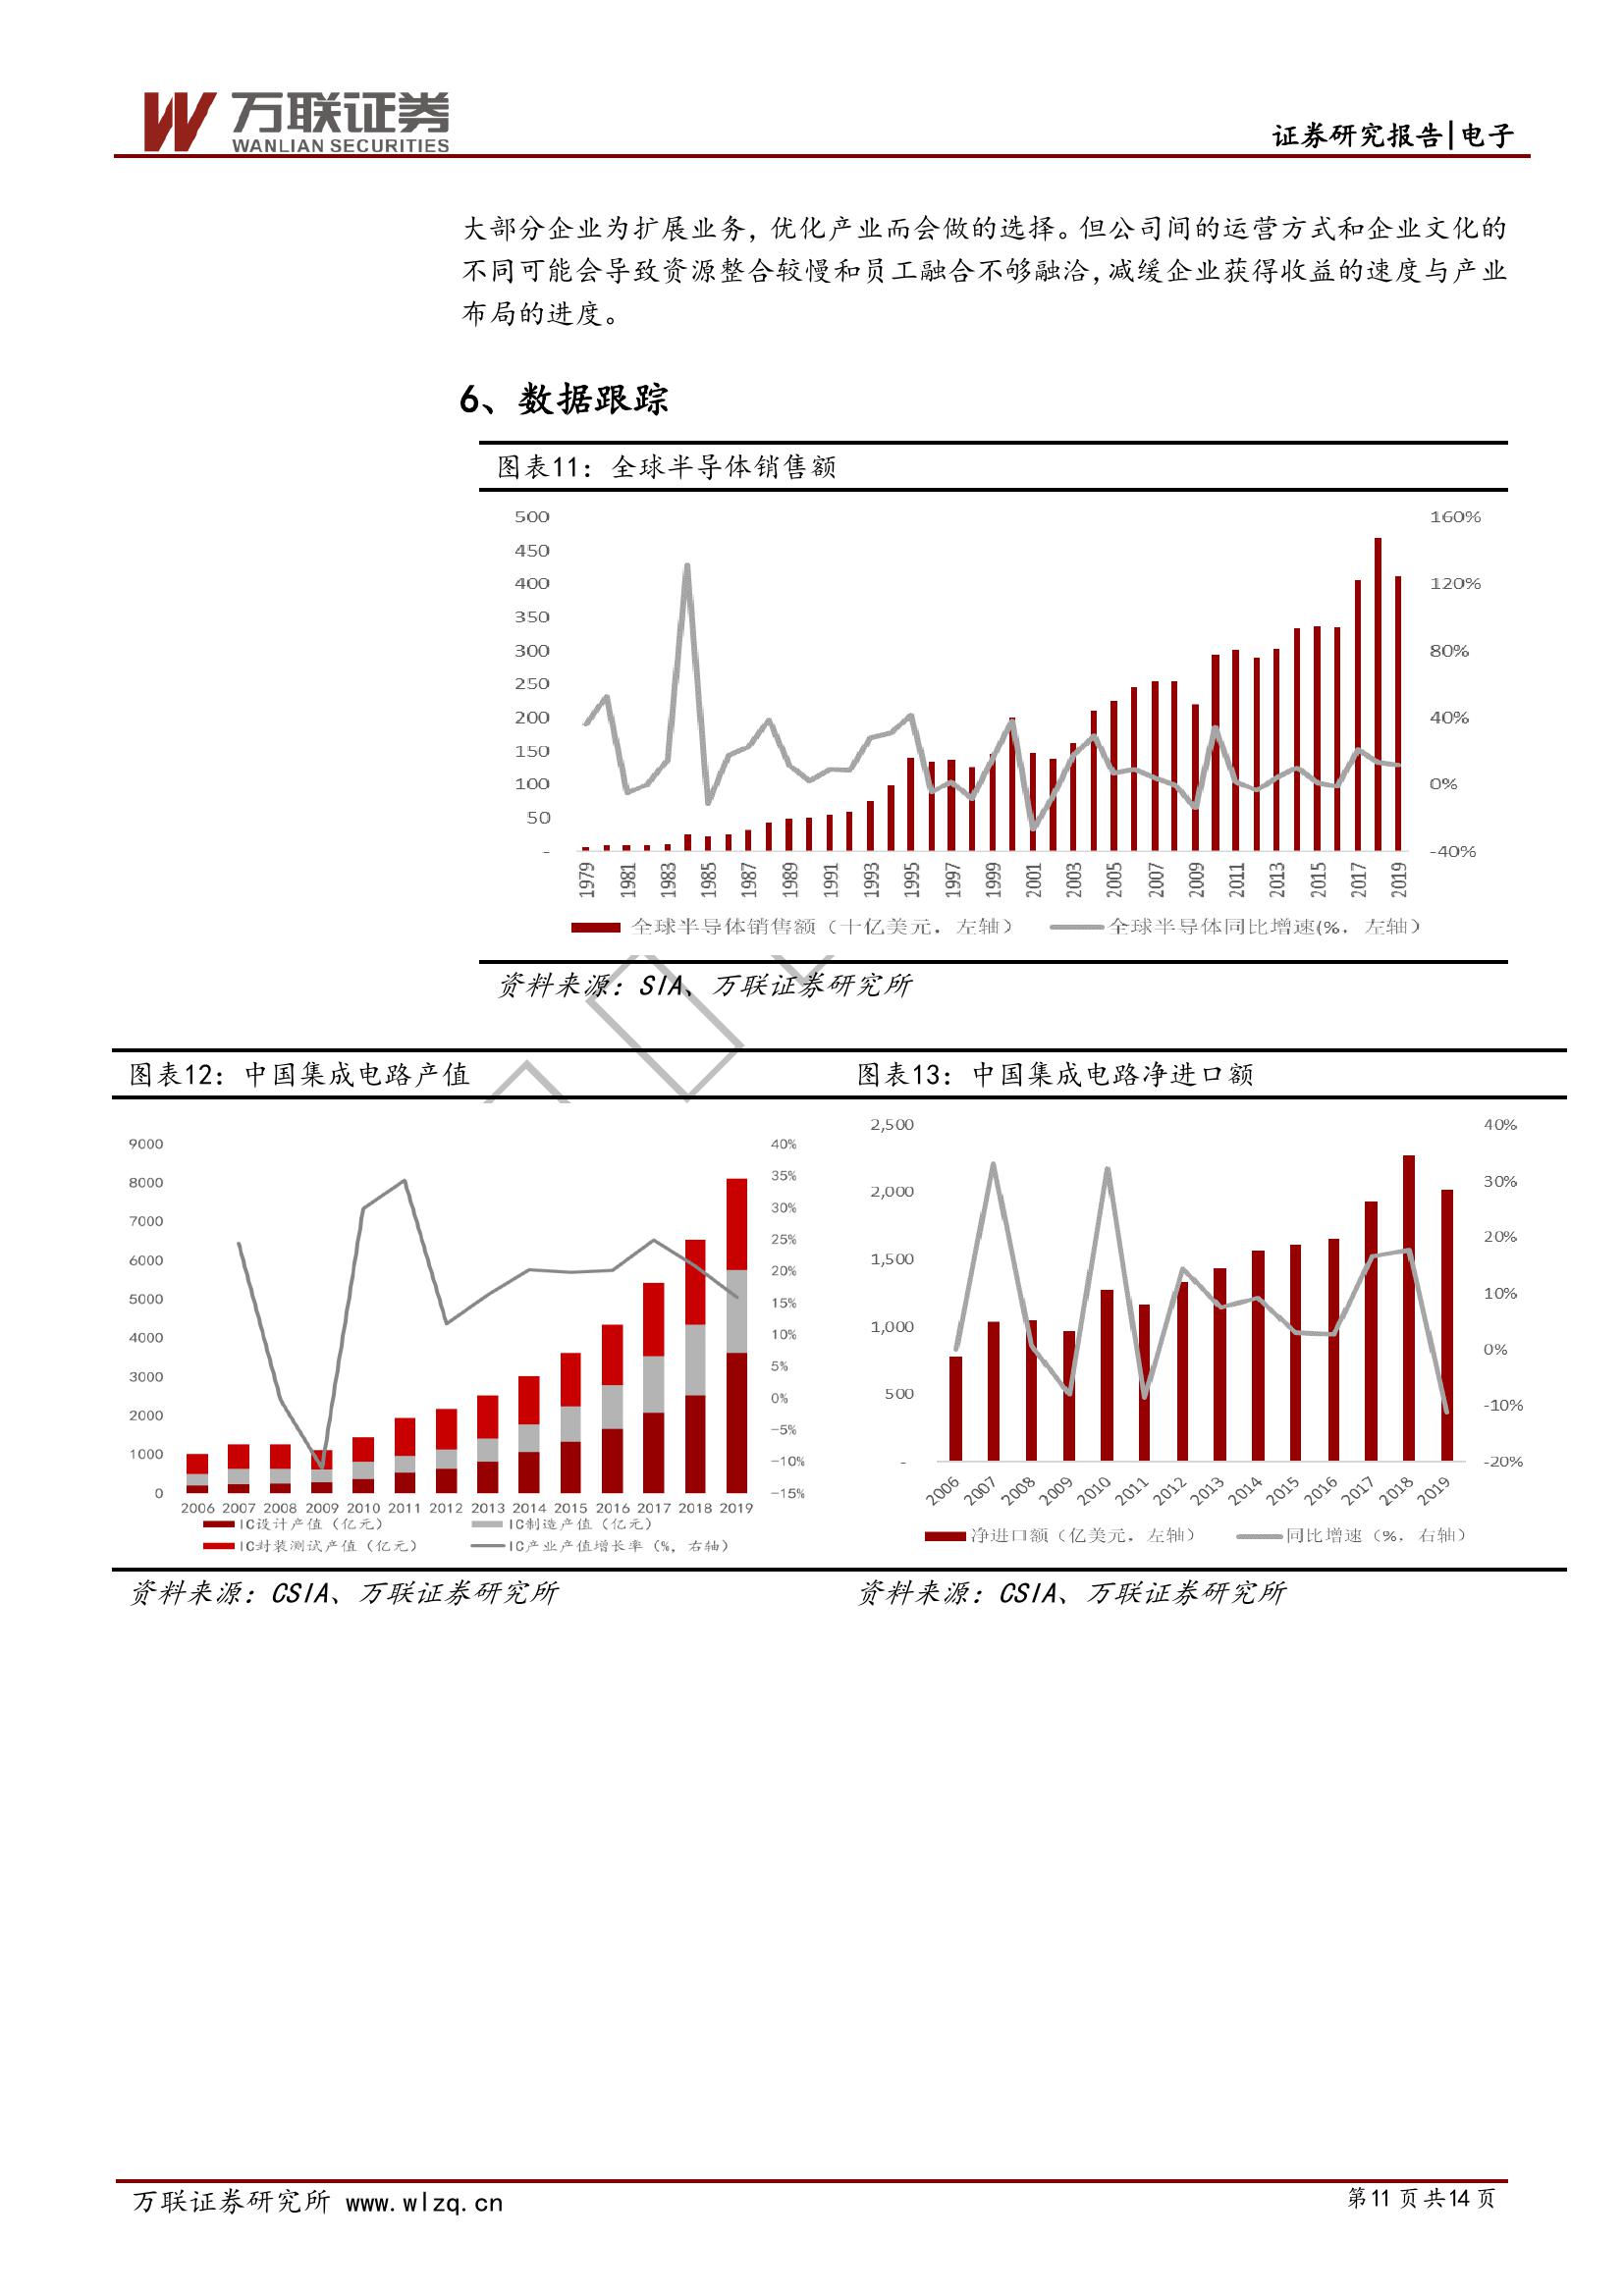 万联证券
WANLIAN SECURITIES
证券研究报告|电子
大部分企业为扩展业务，优化产业而会做的选择。但公司间的运营方式和企业文化的
不同可能会导致资源整合较慢和员工融合不够融洽，减缓企业获得收益的速度与产业
布局的进度。
6、数据跟踪
图表11：全球半导体销售额
500
450
400
350
300
250
200
150
100
50
-
160%
120%
80%
40%
0%
-40%
1979 1981 1983 1985 1987 1989 1991 1993 1995 1997 1999 2001 2003 2005 2007 2009 2011 2013 2015 2017 2019
全球半导体销售额（十亿美元，左轴） 全球半导体同比增速(%，左轴）
资料来源：SIA、万联证券研究所
图表12：中国集成电路产值
9000
8000
7000
6000
5000
4000
3000
2000
1000
0
40%
35%
30%
25%
20%
15%
10%
5%
0%
-5%
-10%
-15%
2006 2007 2008 2009 2010 2011 2012 2013 2014 2015 2016 2017 2018 2019
IC设计产值（亿元） IC制造产值（亿元）
IC封装测试产值（亿元） IC产业产值增长率（%，右轴）
资料来源：CSIA、万联证券研究所
图表13：中国集成电路净进口额
2,500
2,000
1,500
1,000
500
-
40%
30%
20%
10%
0%
-10%
-20%
2006 2007 2008 2009 2010 2011 2012 2013 2014 2015 2016 2017 2018 2019
净进口额（亿美元，左轴） 同比增速（%，右轴）
资料来源：CSIA、万联证券研究所
万联证券研究所 www.wlzq.cn
第11 页共14 页